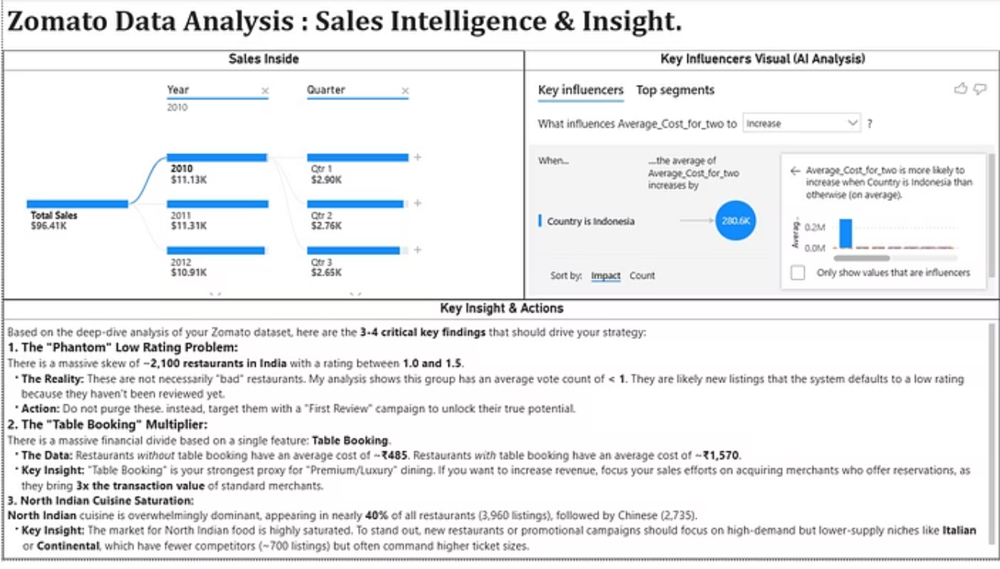 Zomato Data Analysis : Sales Intelligence & Insight.
Sales Inside
Year
2010
Quarter
Total Sales
$96.41K
2010
$11.13K
2011
$11.31K
2012
$10.91K
Qtr 1
$2.90K
Qtr 2
$2.76K
Qtr 3
$2.65K
Key Influencers Visual (AI Analysis)
Key influencers Top segments
What influences Average_Cost_for_two to Increase ?
When...
...the average of
Average_Cost_for_two
increases by
Country is Indonesia
280.6K
Sort by: Impact Count
Average_Cost_for_two is more likely to
increase when Country is Indonesia than
otherwise (on average).
Averag...
0.2M
0.0M
Only show values that are influencers
Key Insight & Actions
Based on the deep-dive analysis of your Zomato dataset, here are the 3-4 critical key findings that should drive your strategy:
1. The "Phantom" Low Rating Problem:
There is a massive skew of ~2,100 restaurants in India with a rating between 1.0 and 1.5.
• The Reality: These are not necessarily "bad" restaurants. My analysis shows this group has an average vote count of < 1. They are likely new listings that the system defaults to a low rating
because they haven't been reviewed yet.
• Action: Do not purge these. instead, target them with a "First Review" campaign to unlock their true potential.
2. The "Table Booking" Multiplier:
There is a massive financial divide based on a single feature: Table Booking.
• The Data: Restaurants without table booking have an average cost of ~₹485. Restaurants with table booking have an average cost of ~₹1,570.
• Key Insight: "Table Booking" is your strongest proxy for "Premium/Luxury" dining. If you want to increase revenue, focus your sales efforts on acquiring merchants who offer reservations, as
they bring 3x the transaction value of standard merchants.
3. North Indian Cuisine Saturation:
North Indian cuisine is overwhelmingly dominant, appearing in nearly 40% of all restaurants (3,960 listings), followed by Chinese (2,735).
• Key Insight: The market for North Indian food is highly saturated. To stand out, new restaurants or promotional campaigns should focus on high-demand but lower-supply niches like Italian
or Continental, which have fewer competitors (~700 listings) but often command higher ticket sizes.